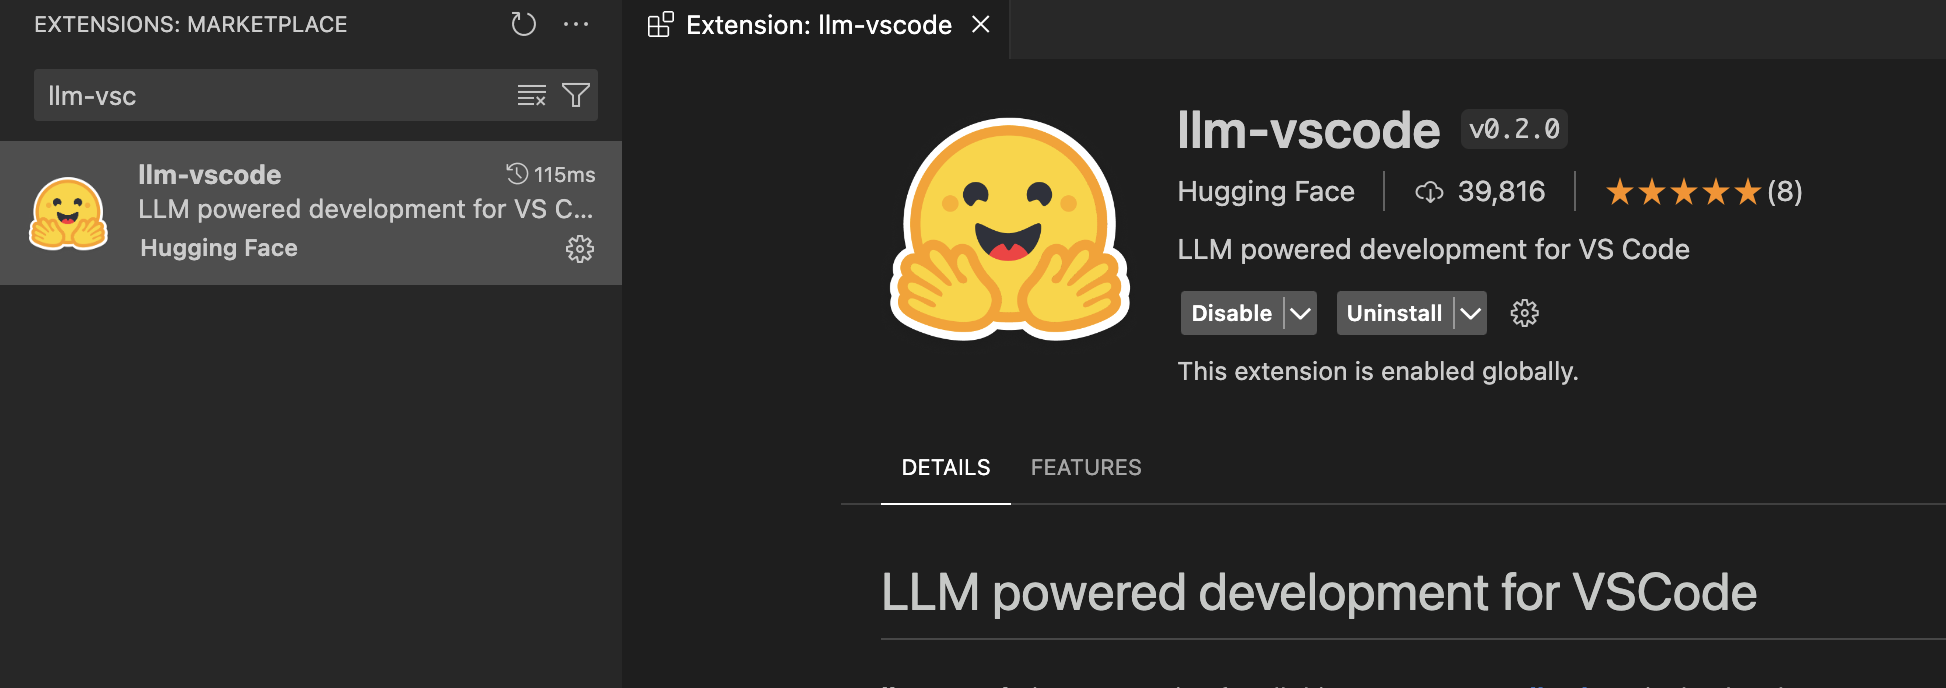 EXTENSIONS: MARKETPLACE
llm-vsc
llm-vscode 115ms
LLM powered development for VS C...
Hugging Face
Extension: llm-vscode
llm-vscode v0.2.0
Hugging Face 39,816 (8)
LLM powered development for VS Code
Disable Uninstall
This extension is enabled globally.
DETAILS FEATURES
LLM powered development for VSCode